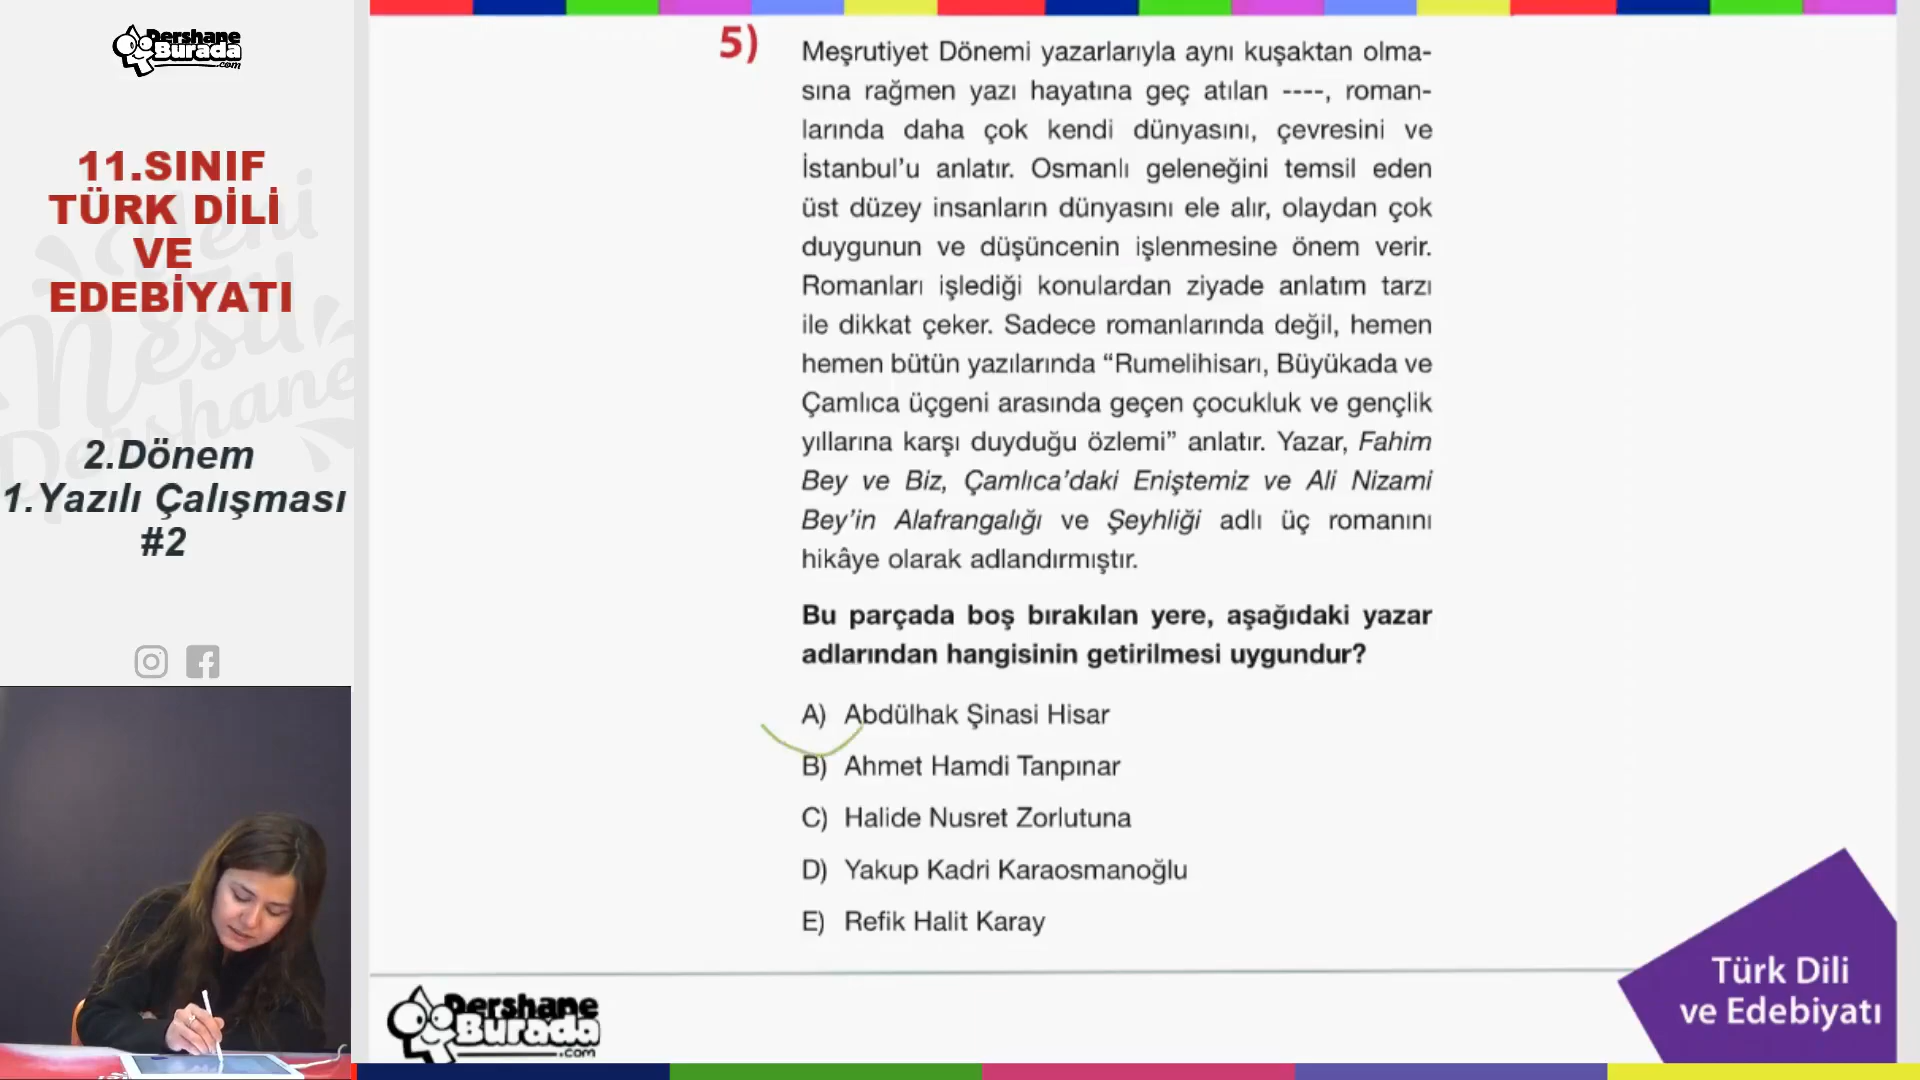 Dershane
Burada
.com
11.SINIF
TÜRK DİLİ
VE
EDEBİYATI
Yeni
Nesil
Dershane
2.Dönem
1.Yazılı Çalışması
#2
5)
Meşrutiyet Dönemi yazarlarıyla aynı kuşaktan olma-
sına rağmen yazı hayatına geç atılan ----, roman-
larında daha çok kendi dünyasını, çevresini ve
İstanbul’u anlatır. Osmanlı geleneğini temsil eden
üst düzey insanların dünyasını ele alır, olaydan çok
duygunun ve düşüncenin işlenmesine önem verir.
Romanları işlediği konulardan ziyade anlatım tarzı
ile dikkat çeker. Sadece romanlarında değil, hemen
hemen bütün yazılarında “Rumelihisarı, Büyükada ve
Çamlıca üçgeni arasında geçen çocukluk ve gençlik
yıllarına karşı duyduğu özlemi” anlatır. Yazar, Fahim
Bey ve Biz, Çamlıca’daki Eniştemiz ve Ali Nizami
Bey’in Alafrangalığı ve Şeyhliği adlı üç romanını
hikâye olarak adlandırmıştır.
Bu parçada boş bırakılan yere, aşağıdaki yazar
adlarından hangisinin getirilmesi uygundur?
A) Abdülhak Şinasi Hisar
B) Ahmet Hamdi Tanpınar
C) Halide Nusret Zorlutuna
D) Yakup Kadri Karaosmanoğlu
E) Refik Halit Karay
Dershane
Burada
.com
Türk Dili
ve Edebiyatı